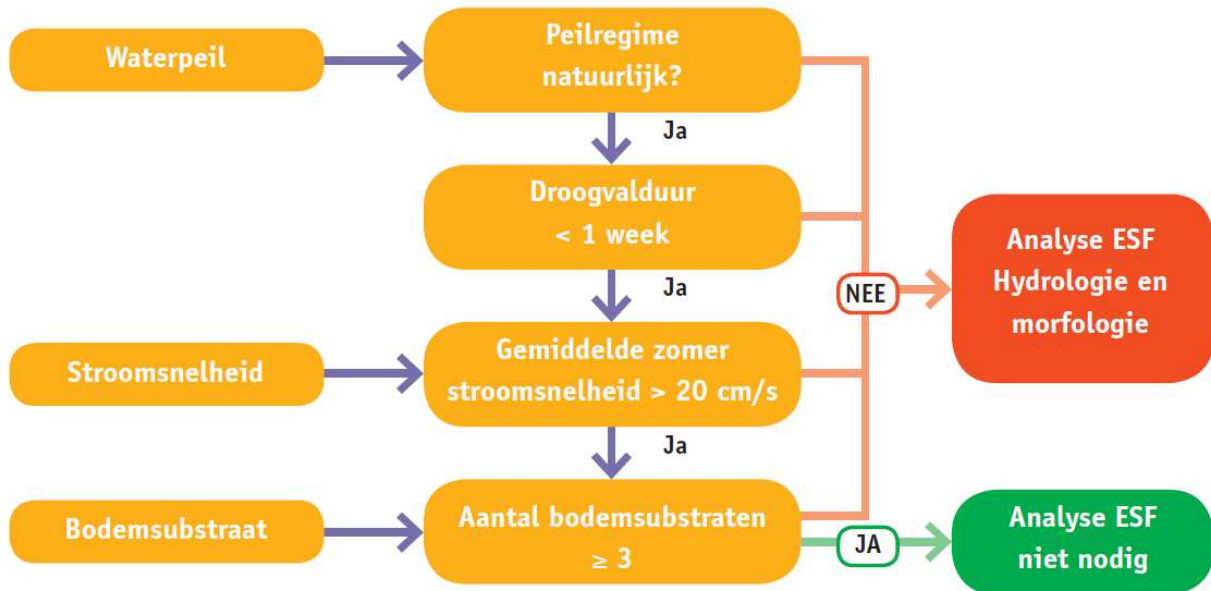 Waterpeil
Peilregime
natuurlijk?
Ja
Droogvalduur
< 1 week
Ja
Stroomsnelheid
Gemiddelde zomer
stroomsnelheid > 20 cm/s
Ja
Bodemsubstraat
Aantal bodemsubstraten
≥ 3
NEE
Analyse ESF
Hydrologie en
morfologie
JA
Analyse ESF
niet nodig